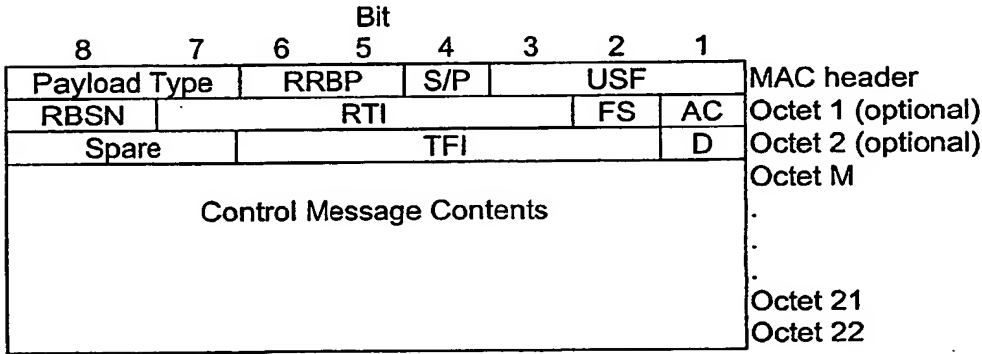 Bit
8 7 6 5 4 3 2 1
Payload Type RRBP S/P USF MAC header
RBSN RTI FS AC Octet 1 (optional)
Spare TFI D Octet 2 (optional)
Octet M
Control Message Contents
.
.
.
Octet 21
Octet 22